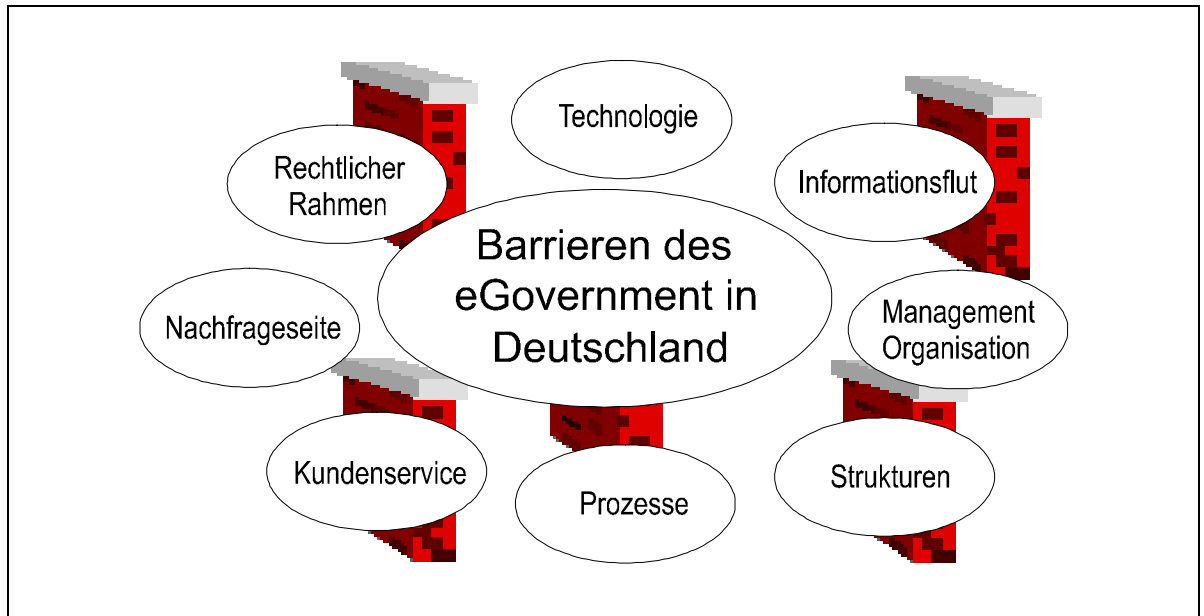 Technologie
Rechtlicher
Rahmen
Informationsflut
Barrieren des
eGovernment in
Deutschland
Nachfrageseite
Management
Organisation
Kundenservice
Prozesse
Strukturen